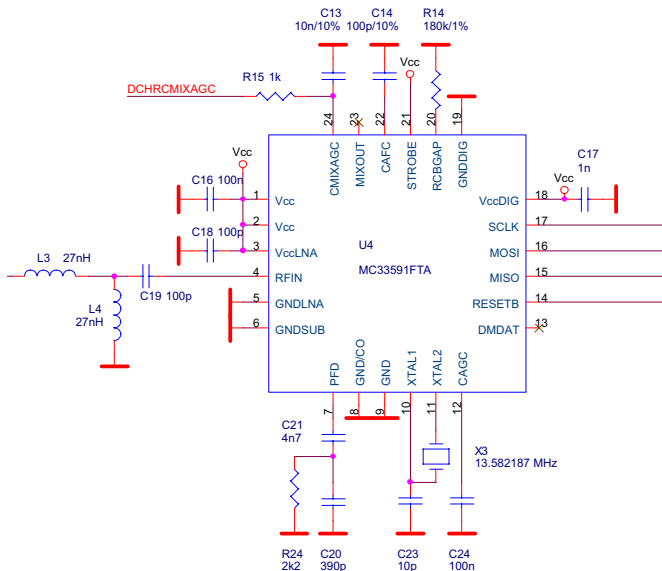 C13
10n/10%
C14
100p/10%
R14
180k/1%
Vcc
R15 1k
DCHRCMIXAGC
24
23
22
21
20
19
CMIXAGC
MIXOUT
CAFC
STROBE
RCBGAP
GNDDIG
Vcc
C16 100n
1
Vcc
2
Vcc
C18 100p
3
VccLNA
L3 27nH
4
RFIN
C19 100p
L4
27nH
5
GNDLNA
6
GNDSUB
U4
MC33591FTA
C17
1n
Vcc
VccDIG
18
SCLK
17
MOSI
16
MISO
15
RESETB
14
DMDAT
13
PFD
GND/CO
GND
XTAL1
XTAL2
CAGC
7
8
9
10
11
12
C21
4n7
X3
13.582187 MHz
R24
2k2
C20
390p
C23
10p
C24
100n